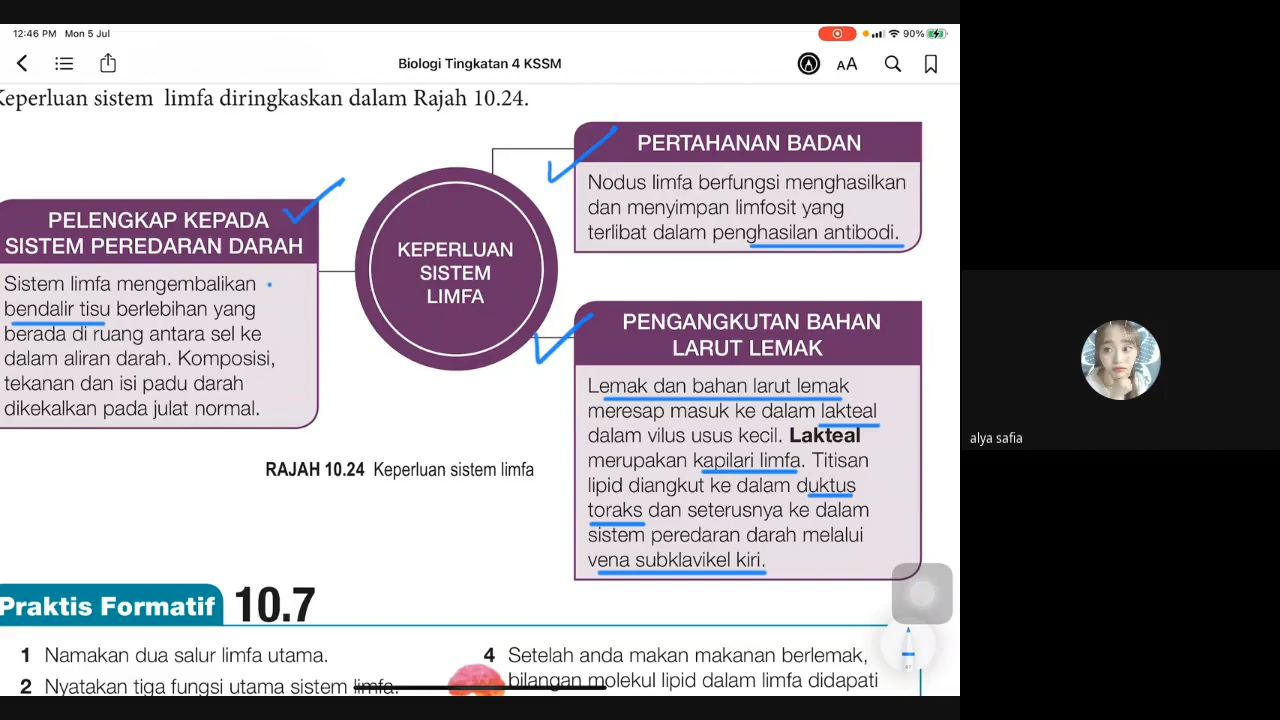 12:46 PM Mon 5 Jul
90%
Biologi Tingkatan 4 KSSM
AA
Keperluan sistem limfa diringkaskan dalam Rajah 10.24.
PELENGKAP KEPADA
SISTEM PEREDARAN DARAH
Sistem limfa mengembalikan
bendalir tisu berlebihan yang
berada di ruang antara sel ke
dalam aliran darah. Komposisi,
tekanan dan isi padu darah
dikekalkan pada julat normal.
KEPERLUAN
SISTEM
LIMFA
PERTAHANAN BADAN
Nodus limfa berfungsi menghasilkan
dan menyimpan limfosit yang
terlibat dalam penghasilan antibodi.
PENGANGKUTAN BAHAN
LARUT LEMAK
Lemak dan bahan larut lemak
meresap masuk ke dalam lakteal
dalam vilus usus kecil. Lakteal
merupakan kapilari limfa. Titisan
lipid diangkut ke dalam duktus
toraks dan seterusnya ke dalam
sistem peredaran darah melalui
vena subklavikel kiri.
RAJAH 10.24 Keperluan sistem limfa
Praktis Formatif 10.7
1 Namakan dua salur limfa utama.
2 Nyatakan tiga fungsi utama sistem limfa.
4 Setelah anda makan makanan berlemak,
bilangan molekul lipid dalam limfa didapati
alya safia